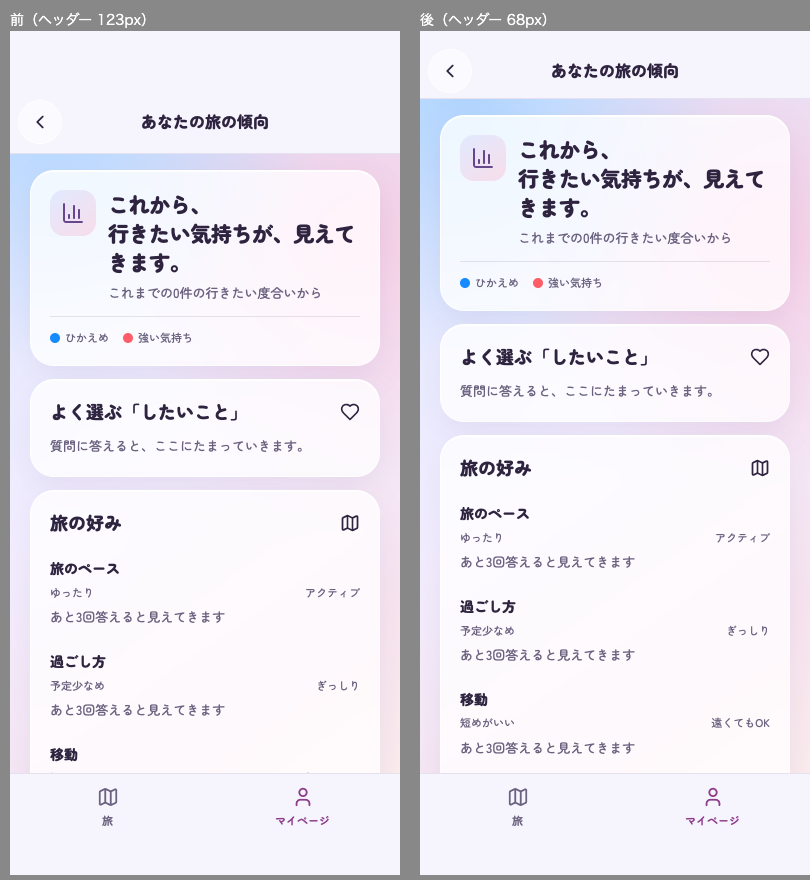 前（ヘッダー 123px）
あなたの旅の傾向
これから、
行きたい気持ちが、見えて
きます。
これまでの0件の行きたい度合いから
ひかえめ 強い気持ち
よく選ぶ「したいこと」
質問に答えると、ここにたまっていきます。
旅の好み
旅のペース
ゆったり アクティブ
あと3回答えると見えてきます
過ごし方
予定少なめ ぎっしり
あと3回答えると見えてきます
移動
旅 マイページ
後（ヘッダー 68px）
あなたの旅の傾向
これから、
行きたい気持ちが、見えて
きます。
これまでの0件の行きたい度合いから
ひかえめ 強い気持ち
よく選ぶ「したいこと」
質問に答えると、ここにたまっていきます。
旅の好み
旅のペース
ゆったり アクティブ
あと3回答えると見えてきます
過ごし方
予定少なめ ぎっしり
あと3回答えると見えてきます
移動
短めがいい 遠くてもOK
あと3回答えると見えてきます
旅 マイページ